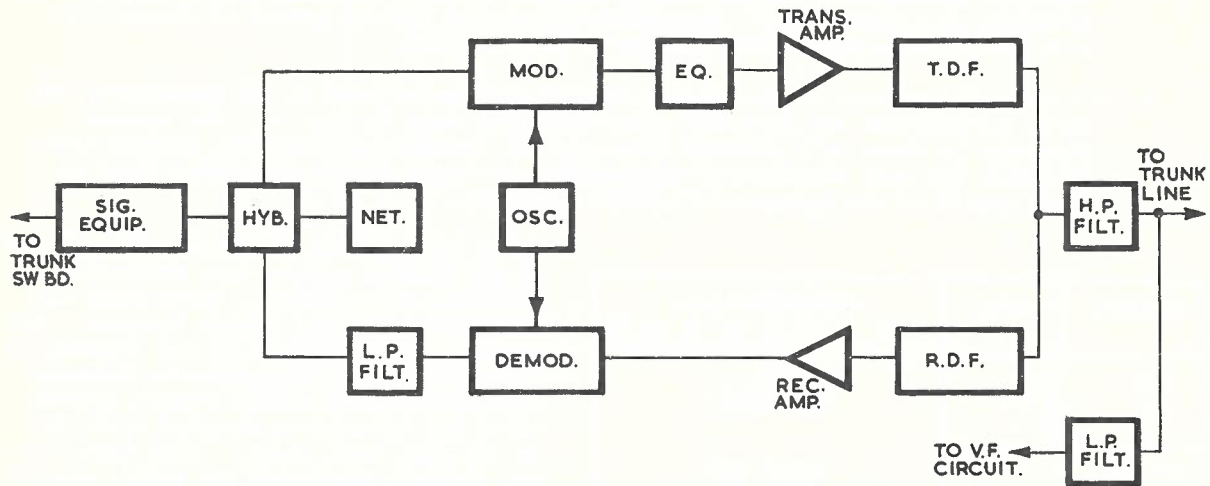 TRANS.
AMP.
MOD.
EQ.
T.D.F.
TO
TRUNK
LINE
SIG.
EQUIP.
HYB.
NET.
OSC.
H.P.
FILT.
TO
TRUNK
SW BD.
L.P.
FILT.
DEMOD.
REC.
AMP.
R.D.F.
TO V.F.
CIRCUIT.
L.P.
FILT.